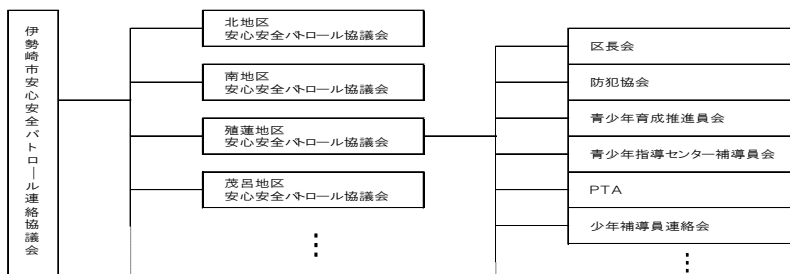 伊勢崎市安心安全パトロール連絡協議会
北地区
安心安全パトロール協議会
南地区
安心安全パトロール協議会
殖蓮地区
安心安全パトロール協議会
茂呂地区
安心安全パトロール協議会
⋮
区長会
防犯協会
青少年育成推進員会
青少年指導センター補導員会
PTA
少年補導員連絡会
⋮